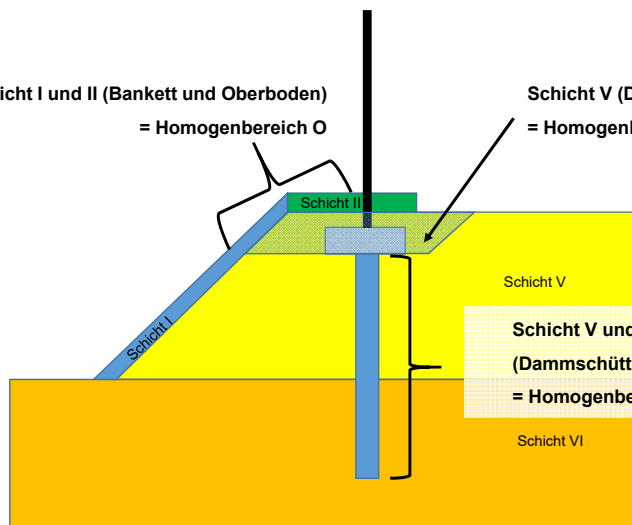 icht I und II (Bankett und Oberboden)
= Homogenbereich O
Schicht V (D
= Homogenb
Schicht II
Schicht I
Schicht V
Schicht V und
(Dammschütt
= Homogenbe
Schicht VI